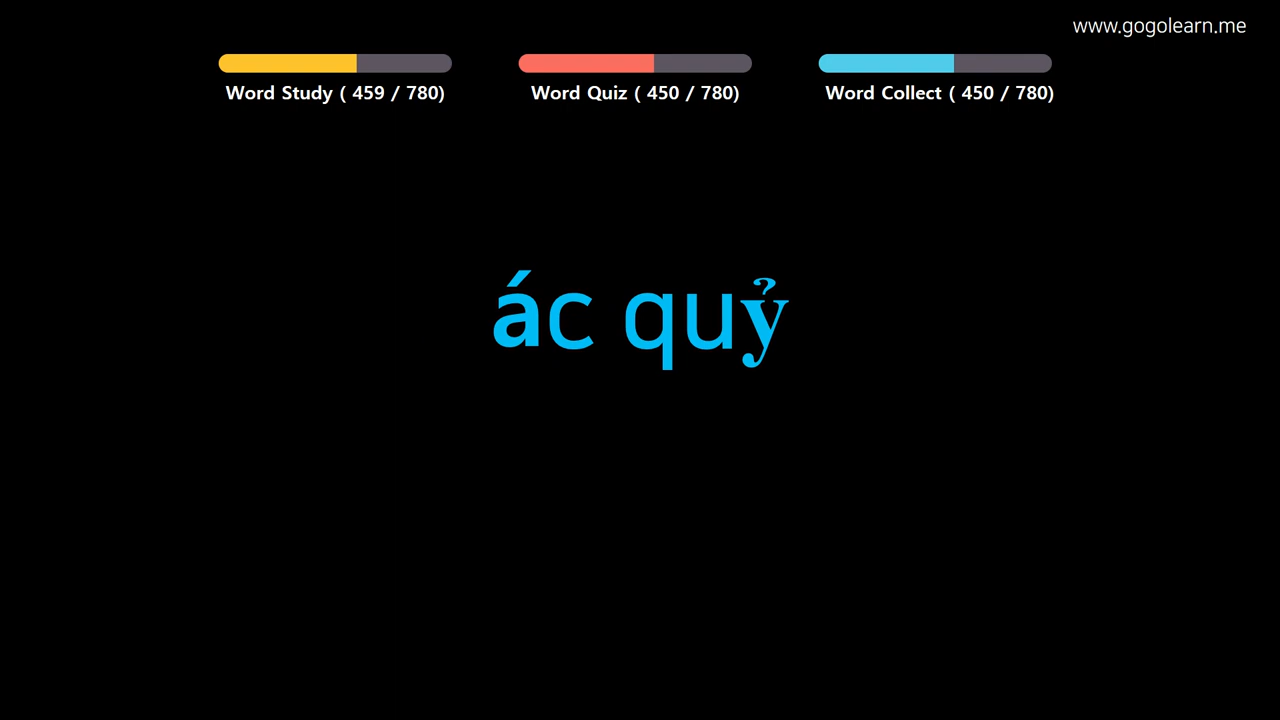 www.gogolearn.me
Word Study ( 459 / 780)
Word Quiz ( 450 / 780)
Word Collect ( 450 / 780)
ác quỷ